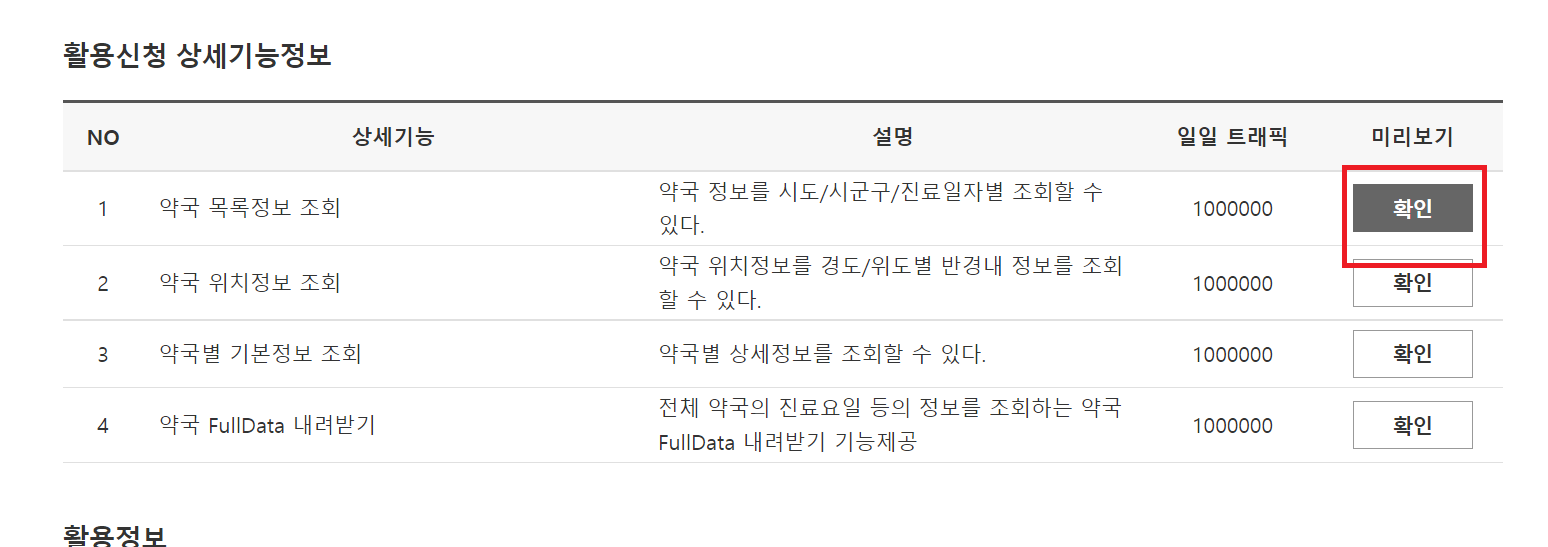 활용신청 상세기능정보
NO 상세기능 설명 일일 트래픽 미리보기
1 약국 목록정보 조회 약국 정보를 시도/시군구/진료일자별 조회할 수 1000000 확인
있다.
2 약국 위치정보 조회 약국 위치정보를 경도/위도별 반경내 정보를 조회 1000000 확인
할 수 있다.
3 약국별 기본정보 조회 약국별 상세정보를 조회할 수 있다. 1000000 확인
4 약국 FullData 내려받기 전체 약국의 진료요일 등의 정보를 조회하는 약국 1000000 확인
FullData 내려받기 기능제공
활용정보